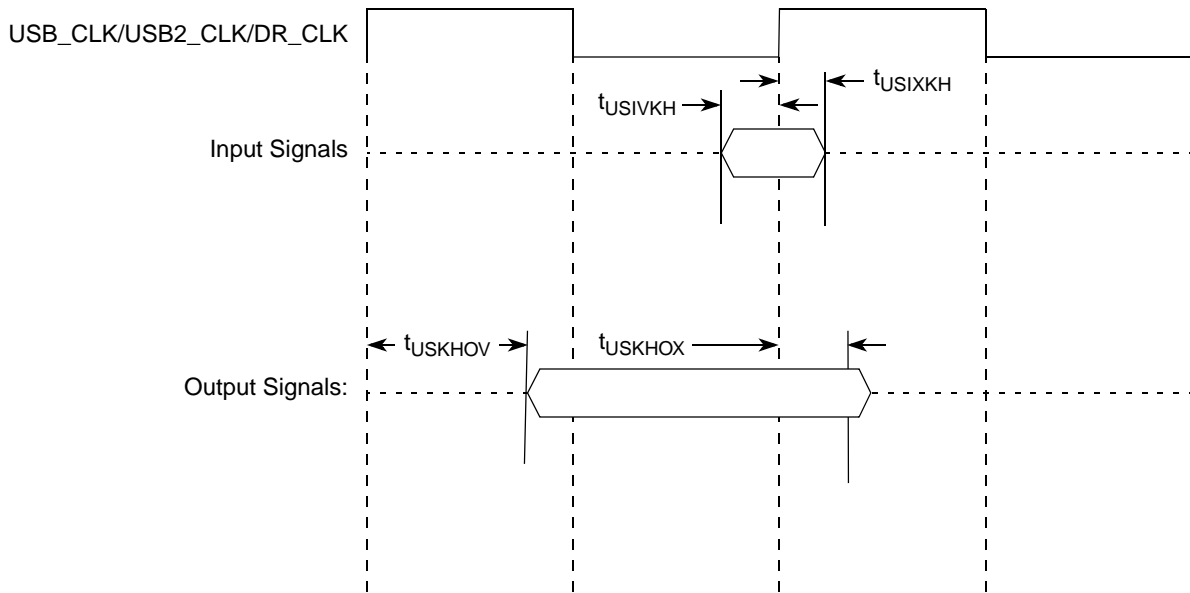 USB_CLK/USB2_CLK/DR_CLK
tUSIXKH
tUSIVKH
Input Signals
tUSKHOV
tUSKHOX
Output Signals: